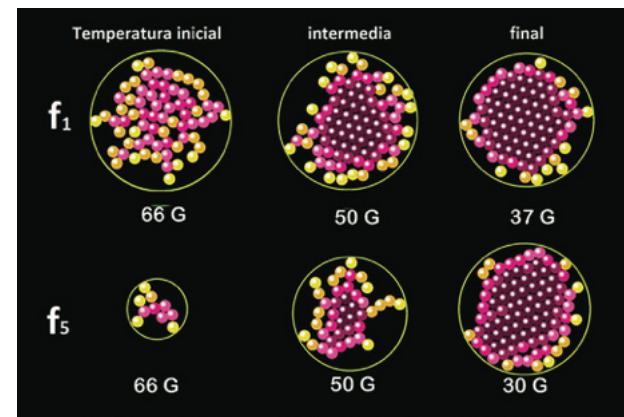 Temperatura inicial intermedia final
f1
66 G 50 G 37 G
f5
66 G 50 G 30 G